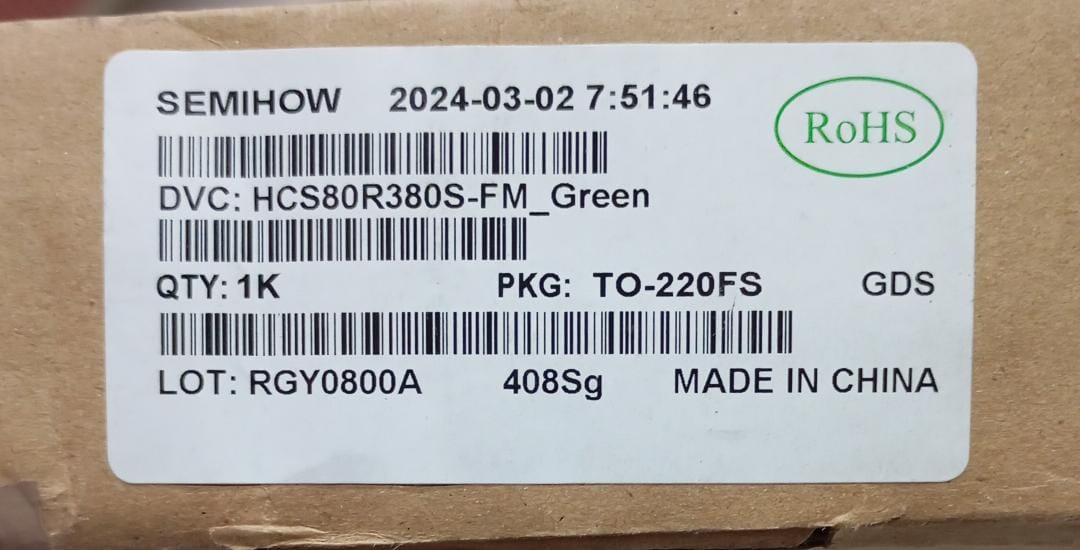 SEMIHOW 2024-03-02 7:51:46
RoHS
DVC: HCS80R380S-FM_Green
QTY: 1K PKG: TO-220FS GDS
LOT: RGY0800A 408Sg MADE IN CHINA